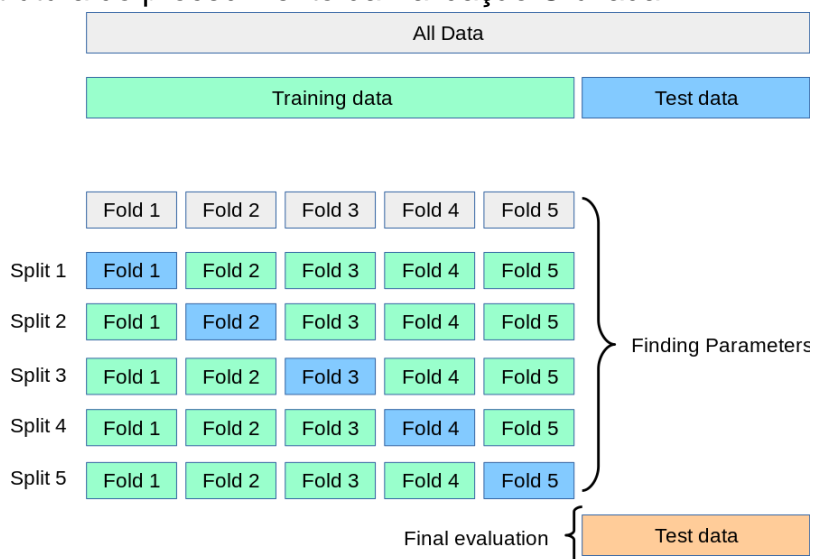 All Data
Training data Test data
Fold 1 Fold 2 Fold 3 Fold 4 Fold 5
Split 1 Fold 1 Fold 2 Fold 3 Fold 4 Fold 5
Split 2 Fold 1 Fold 2 Fold 3 Fold 4 Fold 5
Finding Parameters
Split 3 Fold 1 Fold 2 Fold 3 Fold 4 Fold 5
Split 4 Fold 1 Fold 2 Fold 3 Fold 4 Fold 5
Split 5 Fold 1 Fold 2 Fold 3 Fold 4 Fold 5
Final evaluation Test data